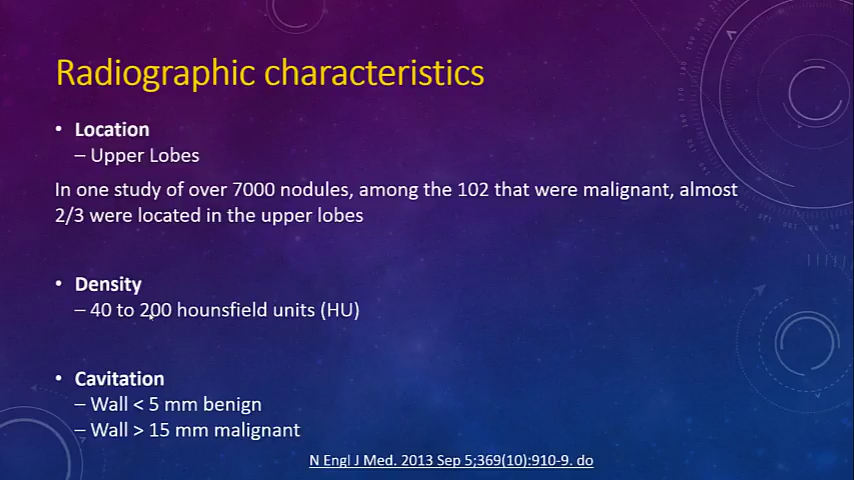 Radiographic characteristics
• Location
– Upper Lobes
In one study of over 7000 nodules, among the 102 that were malignant, almost
2/3 were located in the upper lobes
• Density
– 40 to 200 hounsfield units (HU)
• Cavitation
– Wall < 5 mm benign
– Wall > 15 mm malignant
N Engl J Med. 2013 Sep 5;369(10):910-9. do